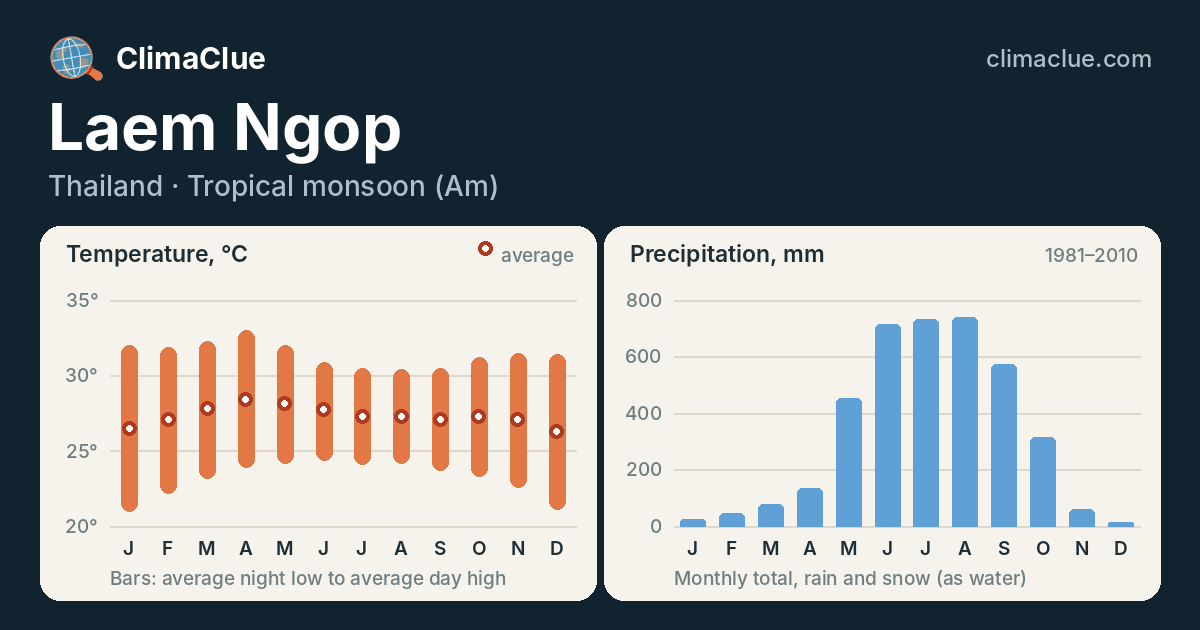 ClimaClue
climaclue.com
Laem Ngop
Thailand · Tropical monsoon (Am)
Temperature, °C
average
35°
30°
25°
20°
J F M A M J J A S O N D
Bars: average night low to average day high
Precipitation, mm
1981–2010
800
600
400
200
0
J F M A M J J A S O N D
Monthly total, rain and snow (as water)